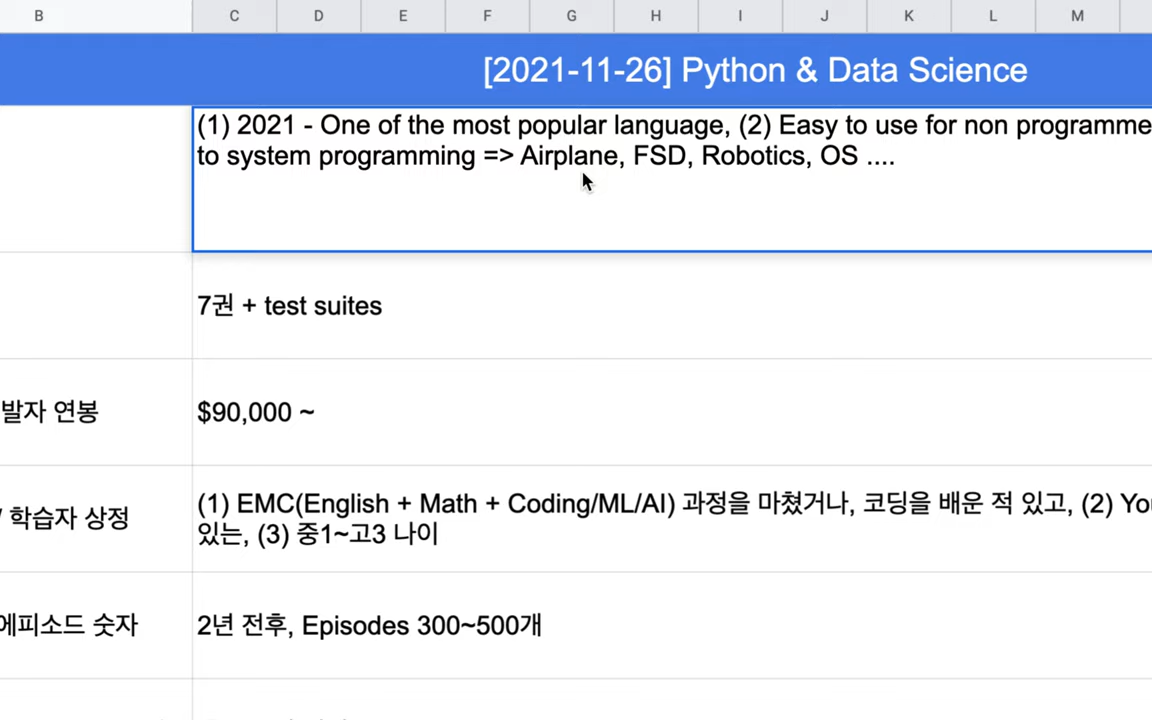 B C D E F G H I J K L M
[2021-11-26] Python & Data Science
(1) 2021 - One of the most popular language, (2) Easy to use for non programme
to system programming => Airplane, FSD, Robotics, OS ....
7권 + test suites
발자 연봉
$90,000 ~
(1) EMC(English + Math + Coding/ML/AI) 과정을 마쳤거나, 코딩을 배운 적 있고, (2) You
/ 학습자 상정
있는, (3) 중1~고3 나이
에피소드 숫자
2년 전후, Episodes 300~500개